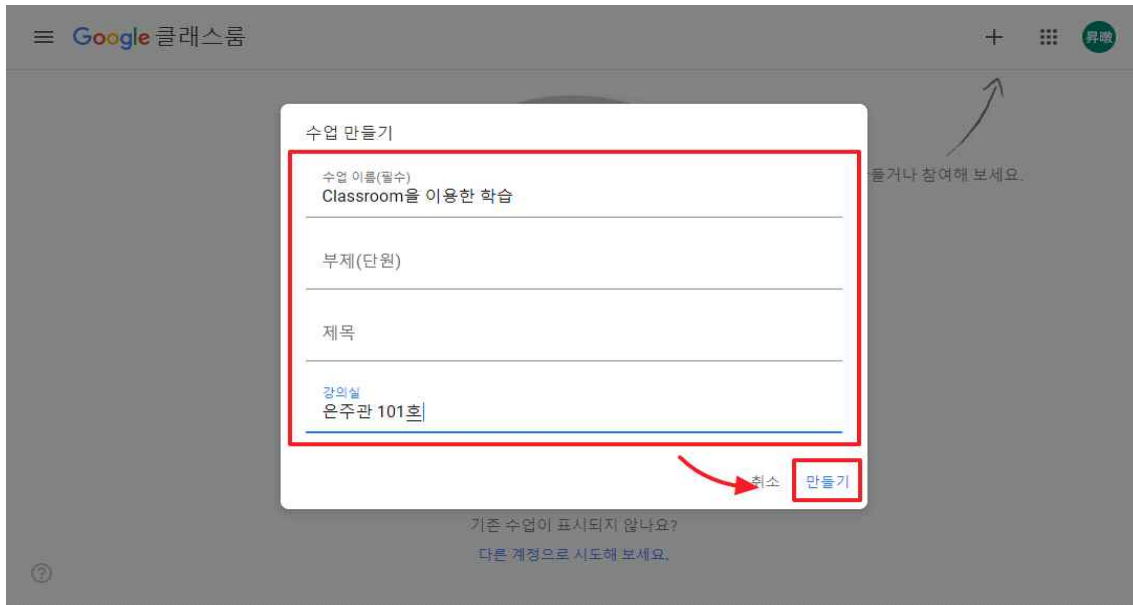 Google 클래스룸
昇暾
수업 만들기
들거나 참여해 보세요.
수업 이름(필수)
Classroom을 이용한 학습
부제(단원)
제목
강의실
은주관 101호
취소 만들기
기존 수업이 표시되지 않나요?
다른 계정으로 시도해 보세요.